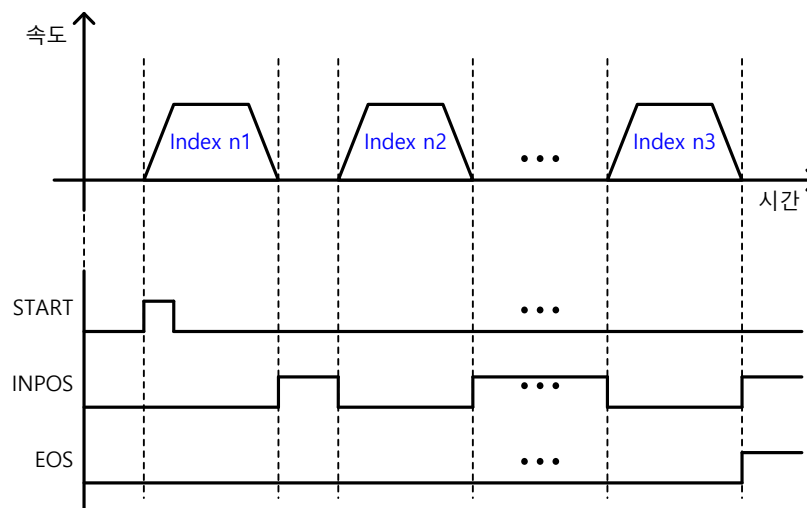 속도
Index n1
Index n2
Index n3
시간
START
INPOS
EOS